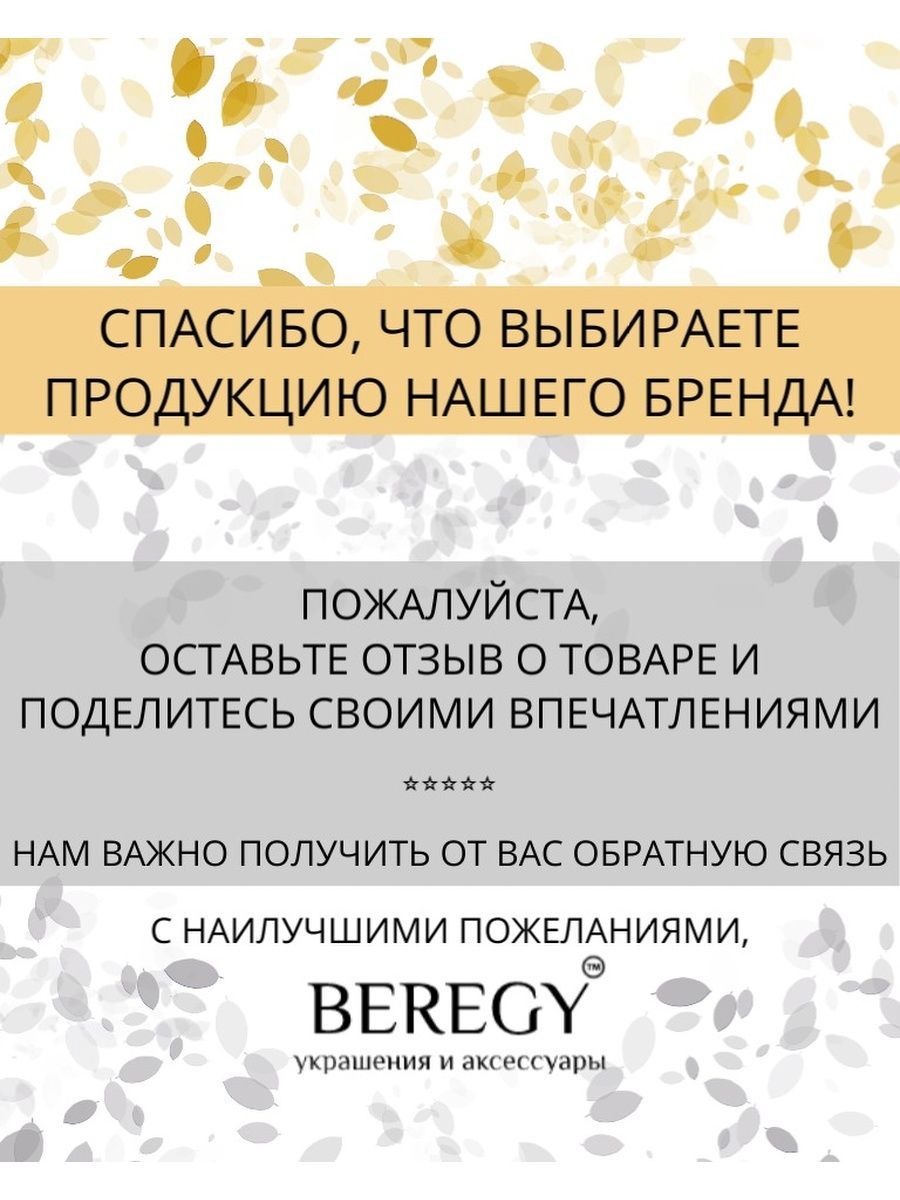 СПАСИБО, ЧТО ВЫБИРАЕТЕ
ПРОДУКЦИЮ НАШЕГО БРЕНДА!
ПОЖАЛУЙСТА,
ОСТАВЬТЕ ОТЗЫВ О ТОВАРЕ И
ПОДЕЛИТЕСЬ СВОИМИ ВПЕЧАТЛЕНИЯМИ
☆☆☆☆☆
НАМ ВАЖНО ПОЛУЧИТЬ ОТ ВАС ОБРАТНУЮ СВЯЗЬ
С НАИЛУЧШИМИ ПОЖЕЛАНИЯМИ,
BEREGY™
украшения и аксессуары